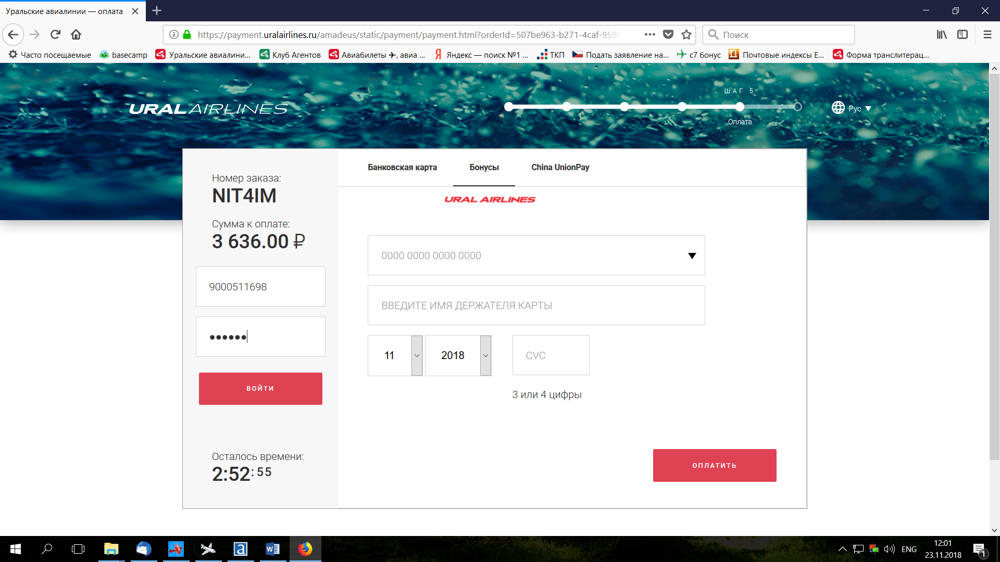 Уральские авиалинии — оплата
https://payment.uralairlines.ru/amadeus/static/payment/payment.html?orderId=507be963-b271-4caf-9598
Поиск
Часто посещаемые
basecamp
Уральские авиалини...
Клуб Агентов
Авиабилеты ✈, авиа ...
Яндекс — поиск №1 ...
ТКП
Подать заявление на...
с7 бонус
Почтовые индексы Е...
Форма транслитерац...
URAL AIRLINES
ШАГ 5
Оплата
Рус
Номер заказа:
NIT4IM
Сумма к оплате:
3 636.00 ₽
9000511698
••••••
ВОЙТИ
Осталось времени:
2:52:55
Банковская карта
Бонусы
China UnionPay
URAL AIRLINES
0000 0000 0000 0000
ВВЕДИТЕ ИМЯ ДЕРЖАТЕЛЯ КАРТЫ
11
2018
CVC
3 или 4 цифры
ОПЛАТИТЬ
ENG
12:01
23.11.2018
1